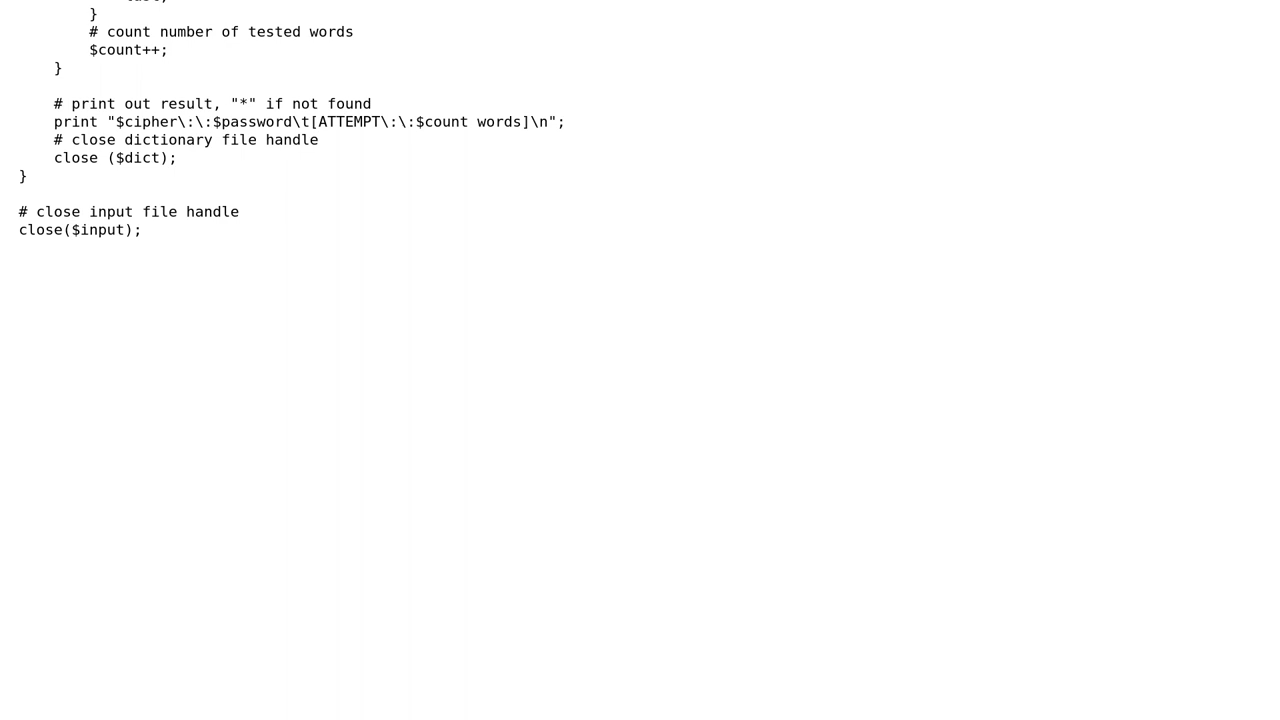 }
# count number of tested words
$count++;
}
# print out result, "*" if not found
print "$cipher\:\:$password\t[ATTEMPT\:\:$count words]\n";
# close dictionary file handle
close ($dict);
}
# close input file handle
close($input);